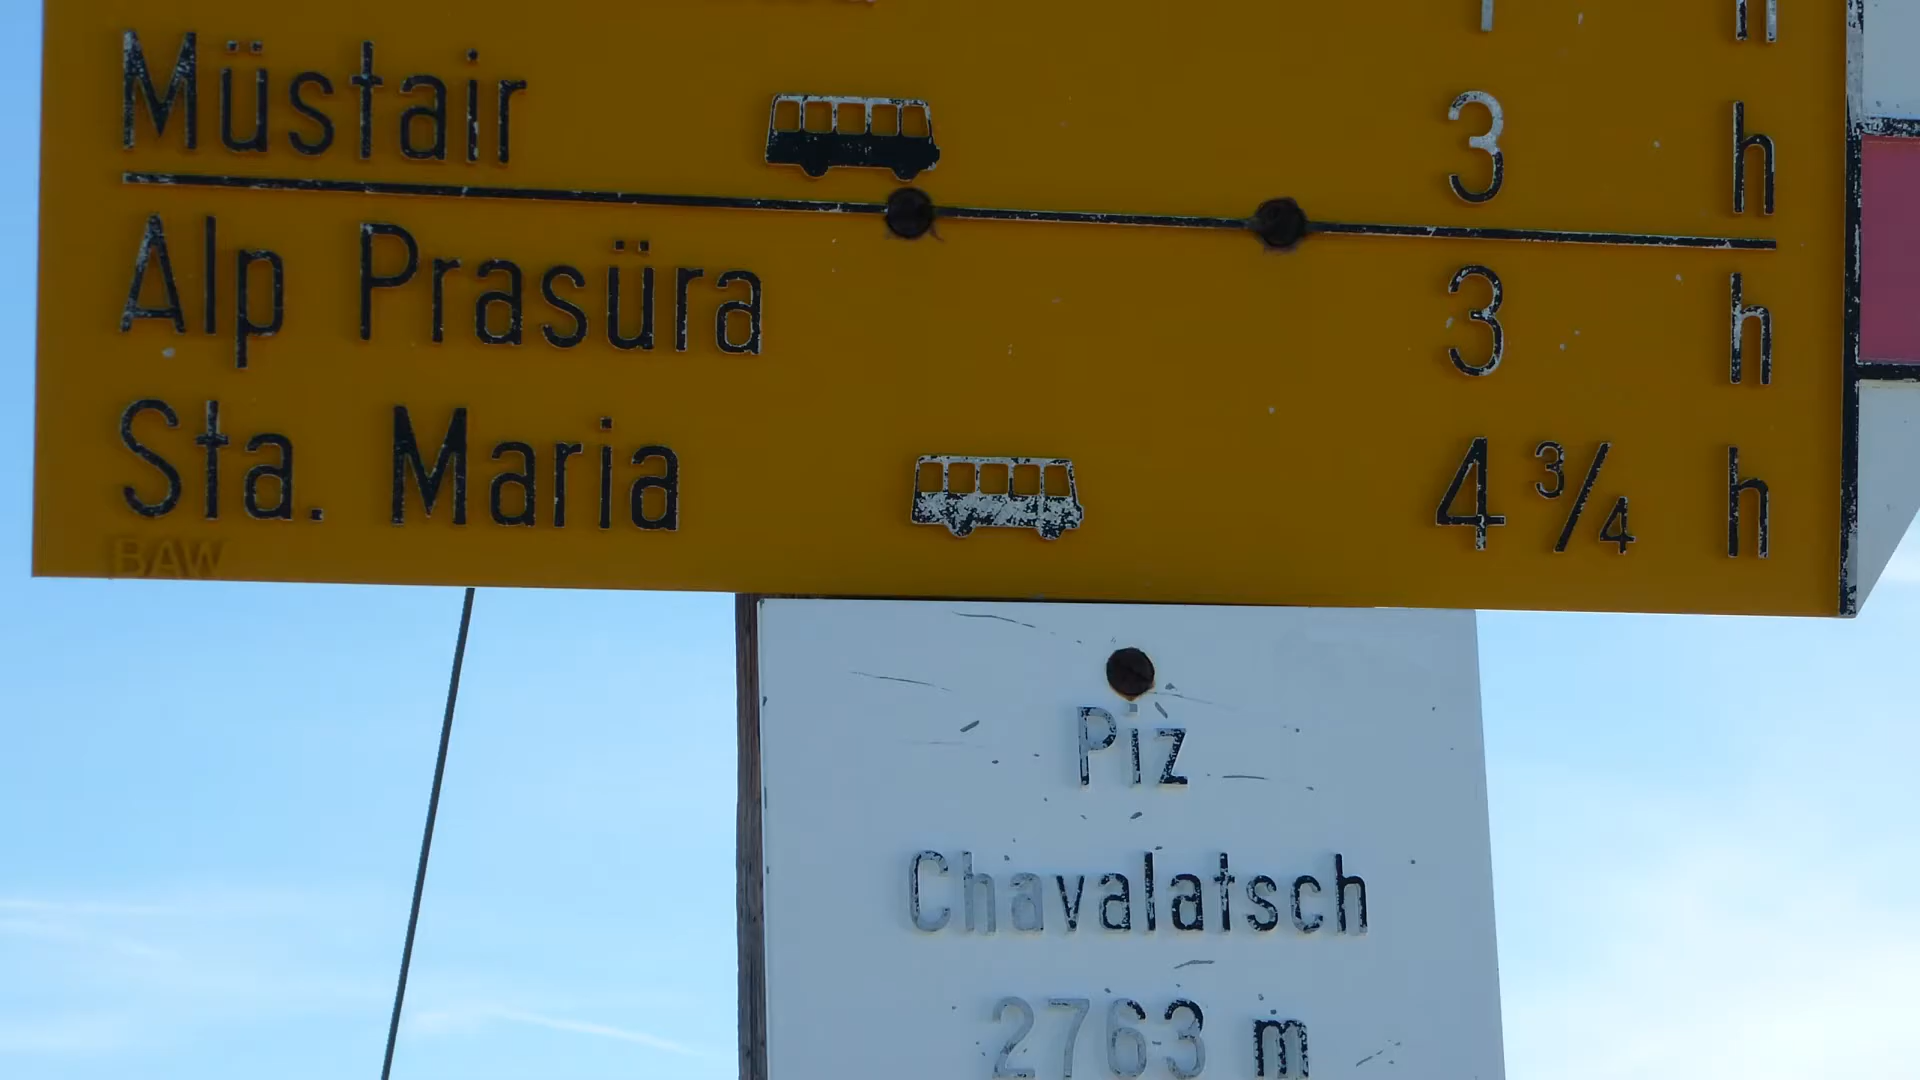 Müstair 3 h
Alp Prasüra 3 h
Sta. Maria 4 3/4 h
BAW
Piz
Chavalatsch
2763 m